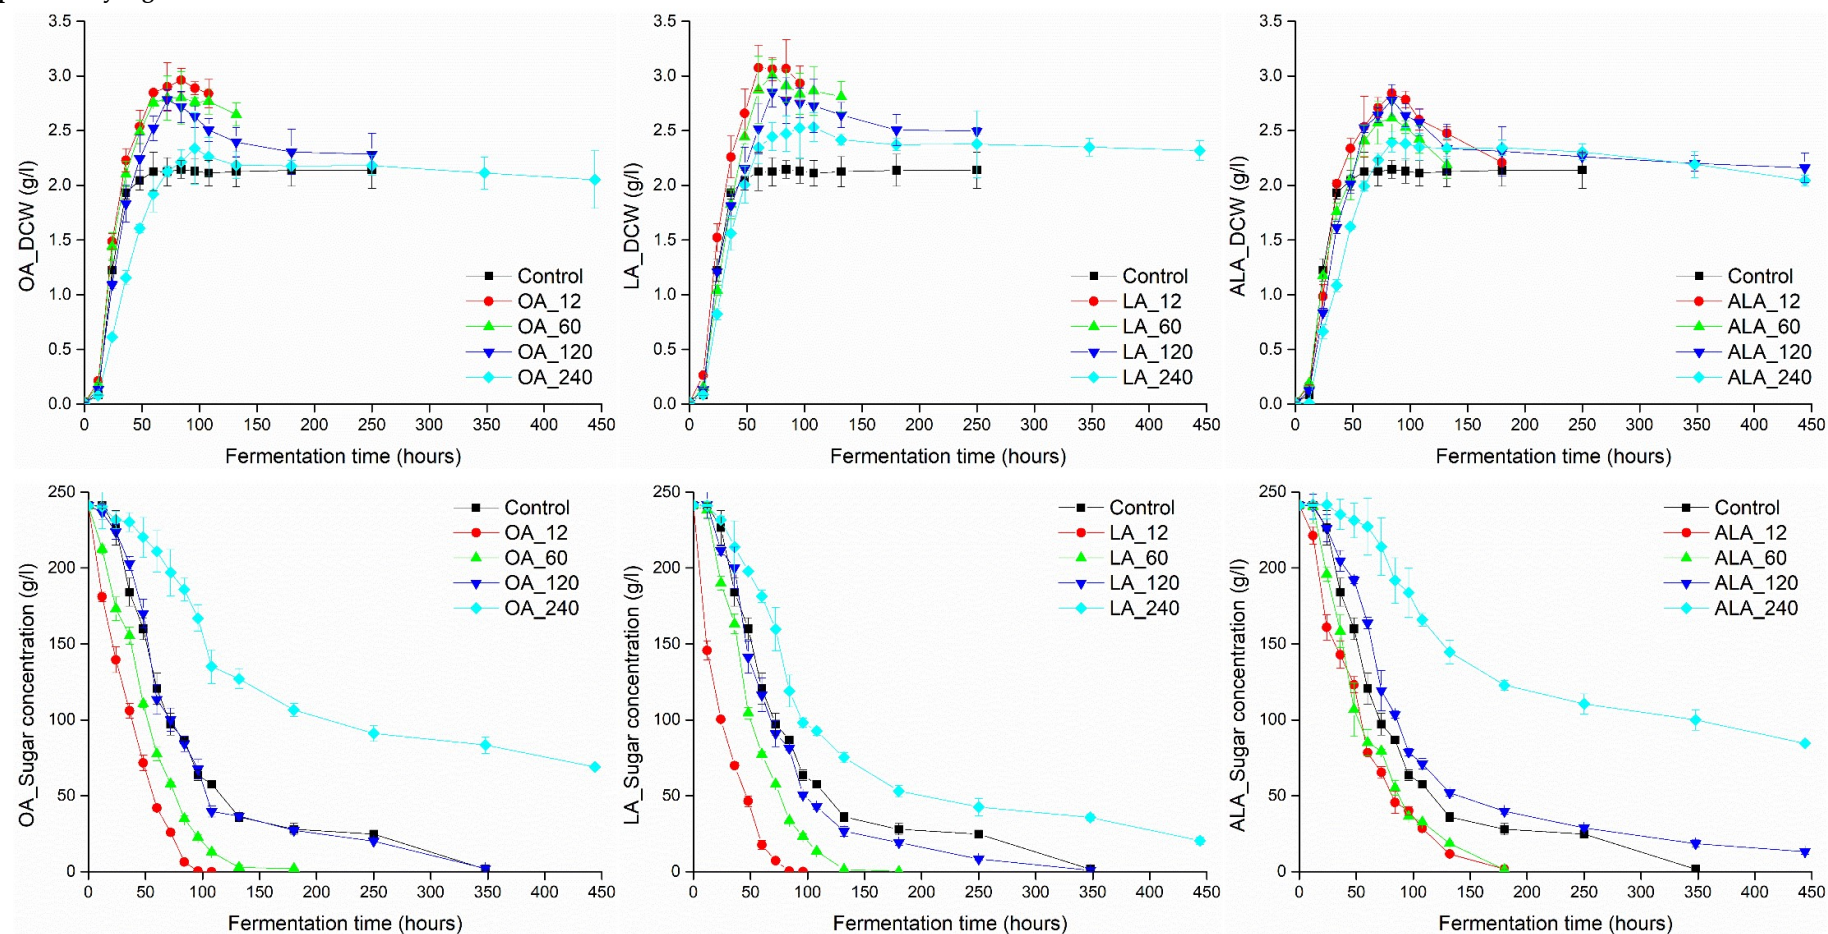 3.5
3.0
2.5
2.0
1.5
1.0
0.5
0.0
OA_DCW (g/l)
Control
OA_12
OA_60
OA_120
OA_240
0 50 100 150 200 250 300 350 400 450
Fermentation time (hours)
3.5
3.0
2.5
2.0
1.5
1.0
0.5
0.0
LA_DCW (g/l)
Control
LA_12
LA_60
LA_120
LA_240
0 50 100 150 200 250 300 350 400 450
Fermentation time (hours)
3.5
3.0
2.5
2.0
1.5
1.0
0.5
0.0
ALA_DCW (g/l)
Control
ALA_12
ALA_60
ALA_120
ALA_240
0 50 100 150 200 250 300 350 400 450
Fermentation time (hours)
250
200
150
100
50
0
OA_Sugar concentration (g/l)
Control
OA_12
OA_60
OA_120
OA_240
0 50 100 150 200 250 300 350 400 450
Fermentation time (hours)
250
200
150
100
50
0
LA_Sugar concentration (g/l)
Control
LA_12
LA_60
LA_120
LA_240
0 50 100 150 200 250 300 350 400 450
Fermentation time (hours)
250
200
150
100
50
0
ALA_Sugar concentration (g/l)
Control
ALA_12
ALA_60
ALA_120
ALA_240
0 50 100 150 200 250 300 350 400 450
Fermentation time (hours)